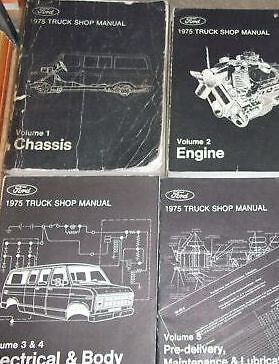 Ford
1975 TRUCK SHOP MANUAL
Volume 1
Chassis
Ford
1975 TRUCK SHOP MANUAL
Volume 2
Engine
Ford
1975 TRUCK SHOP MANUAL
ume 3 & 4
ectrical & Body
Ford
1975 TRUCK SHOP MANUAL
Volume 5
Pre-delivery,
Maintenance & Lubrica